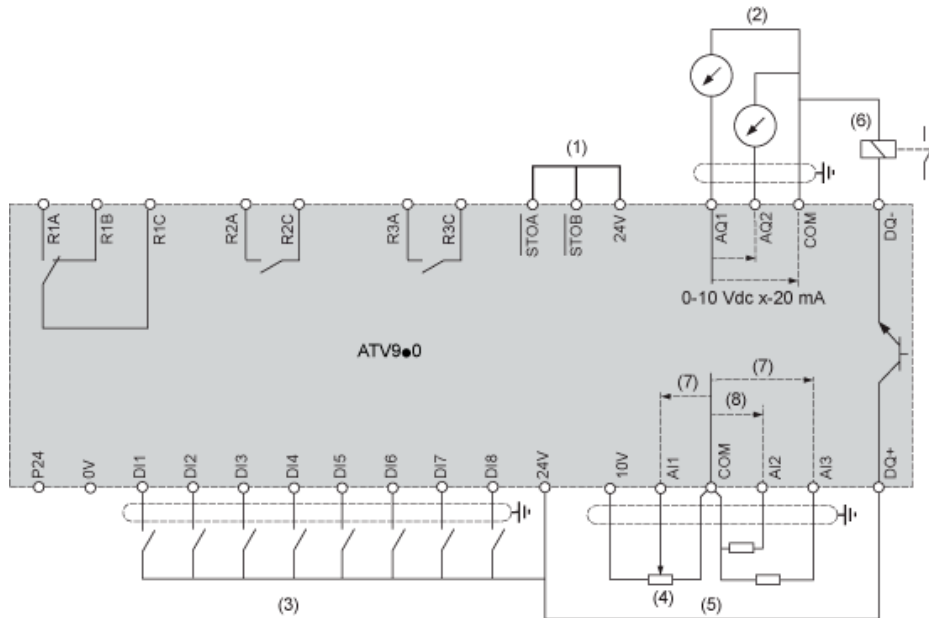 (2)
(6)
(1)
R1A R1B R1C R2A R2C R3A R3C STOA STOB 24V AQ1 AQ2 COM DQ-
0-10 Vdc x-20 mA
ATV9●0
(7)
(7)
(8)
P24 0V DI1 DI2 DI3 DI4 DI5 DI6 DI7 DI8 24V 10V AI1 COM AI2 AI3 DQ+
(3)
(4)
(5)